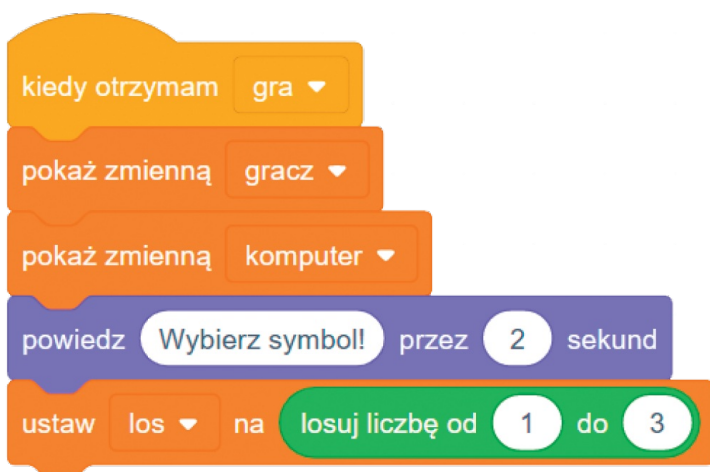 kiedy otrzymam gra
pokaż zmienną gracz
pokaż zmienną komputer
powiedz Wybierz symbol! przez 2 sekund
ustaw los na losuj liczbę od 1 do 3